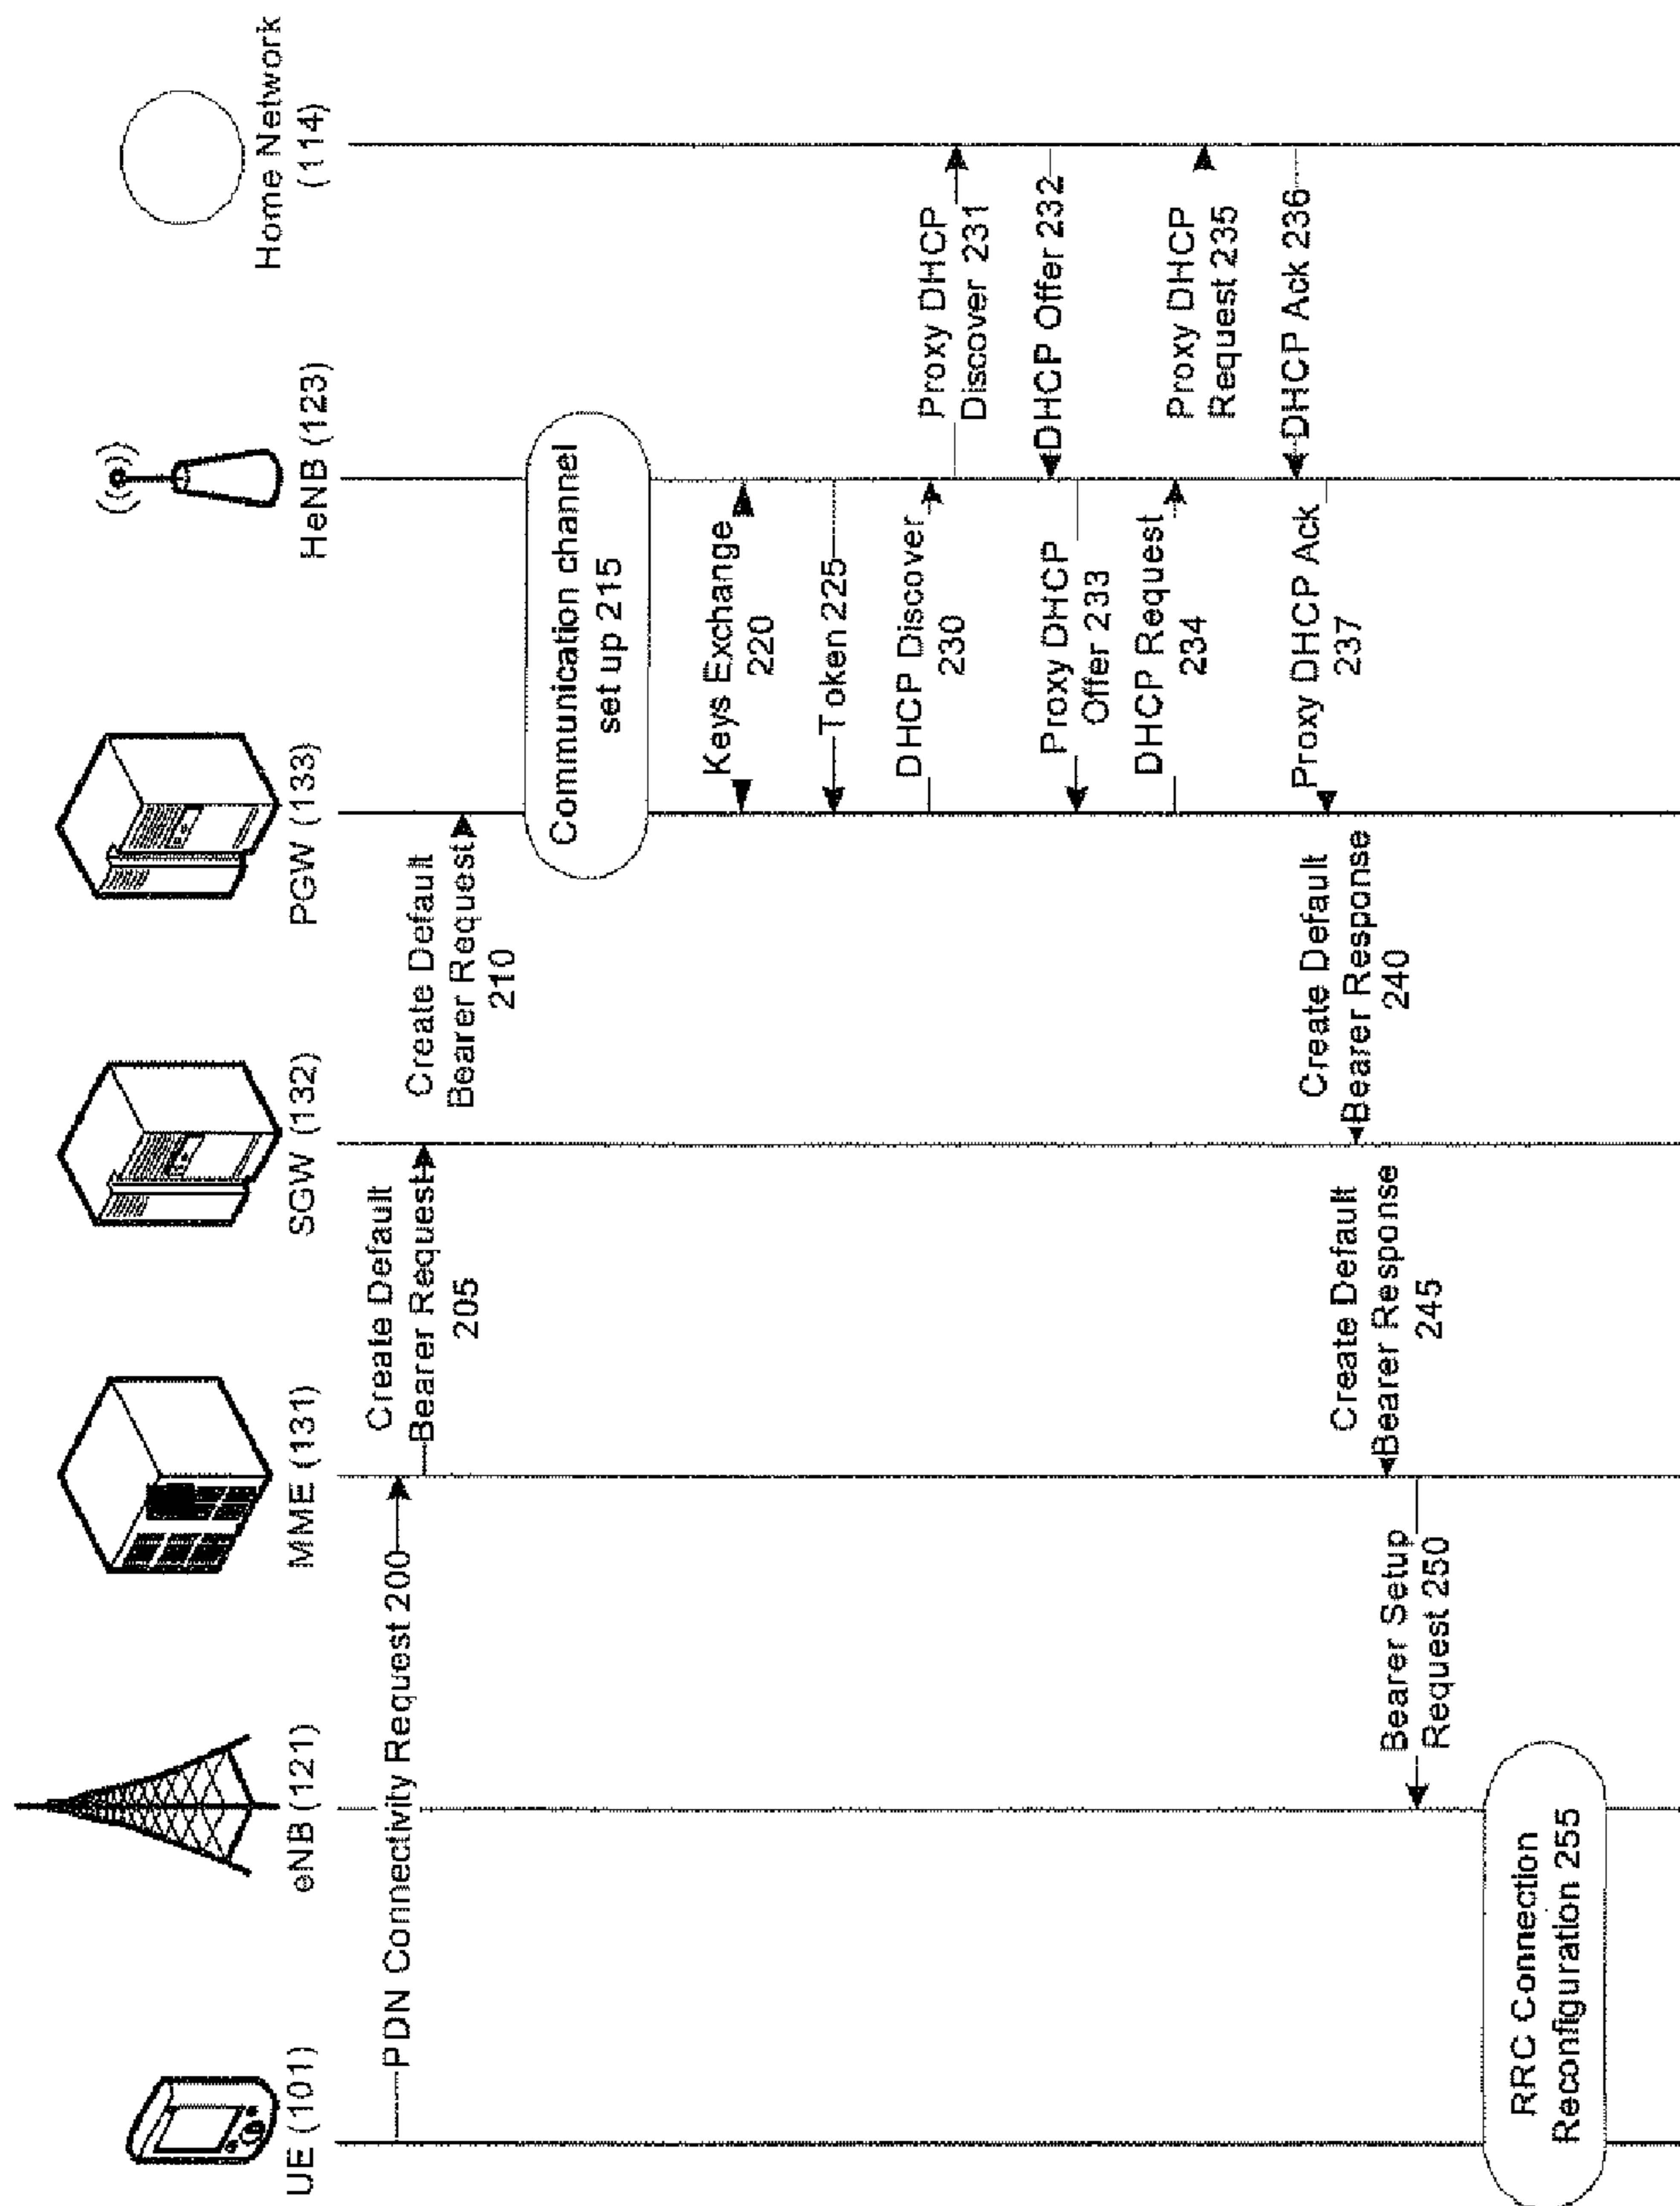 UE (101)
eNB (121)
MME (131)
SGW (132)
PGW (133)
HeNB (123)
Home Network
(114)
PDN Connectivity Request 200
Create Default
Bearer Request
205
Create Default
Bearer Request
210
Communication channel
set up 215
Keys Exchange
220
Token 225
DHCP Discover
230
Proxy DHCP
Discover 231
DHCP Offer 232
Proxy DHCP
Offer 233
DHCP Request
234
Proxy DHCP
Request 235
DHCP Ack 236
Proxy DHCP Ack
237
Create Default
Bearer Response
240
Create Default
Bearer Response
245
Bearer Setup
Request 250
RRC Connection
Reconfiguration 255